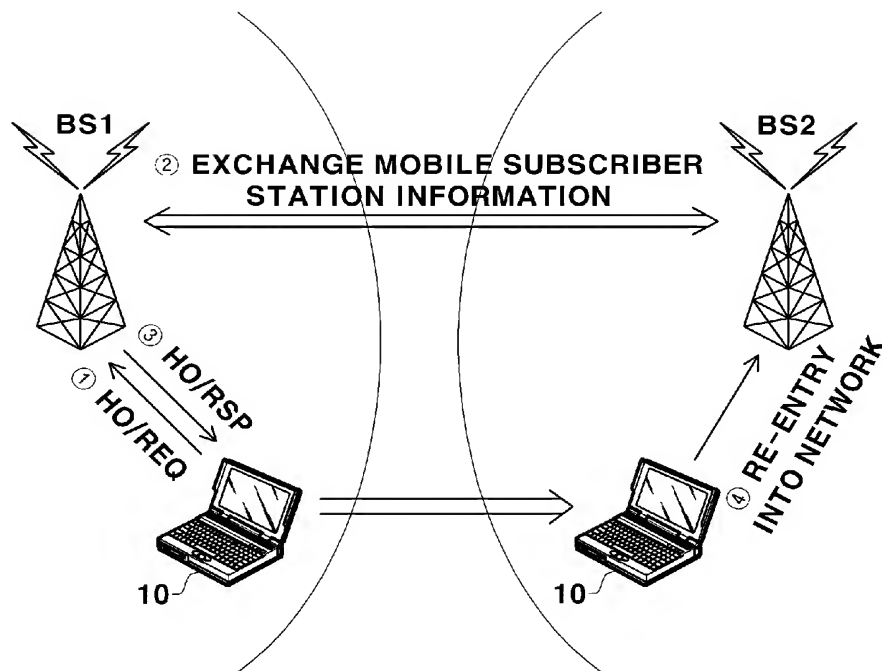 BS1
BS2
② EXCHANGE MOBILE SUBSCRIBER
STATION INFORMATION
③ HO/RSP
① HO/REQ
④ RE-ENTRY
INTO NETWORK
10
10